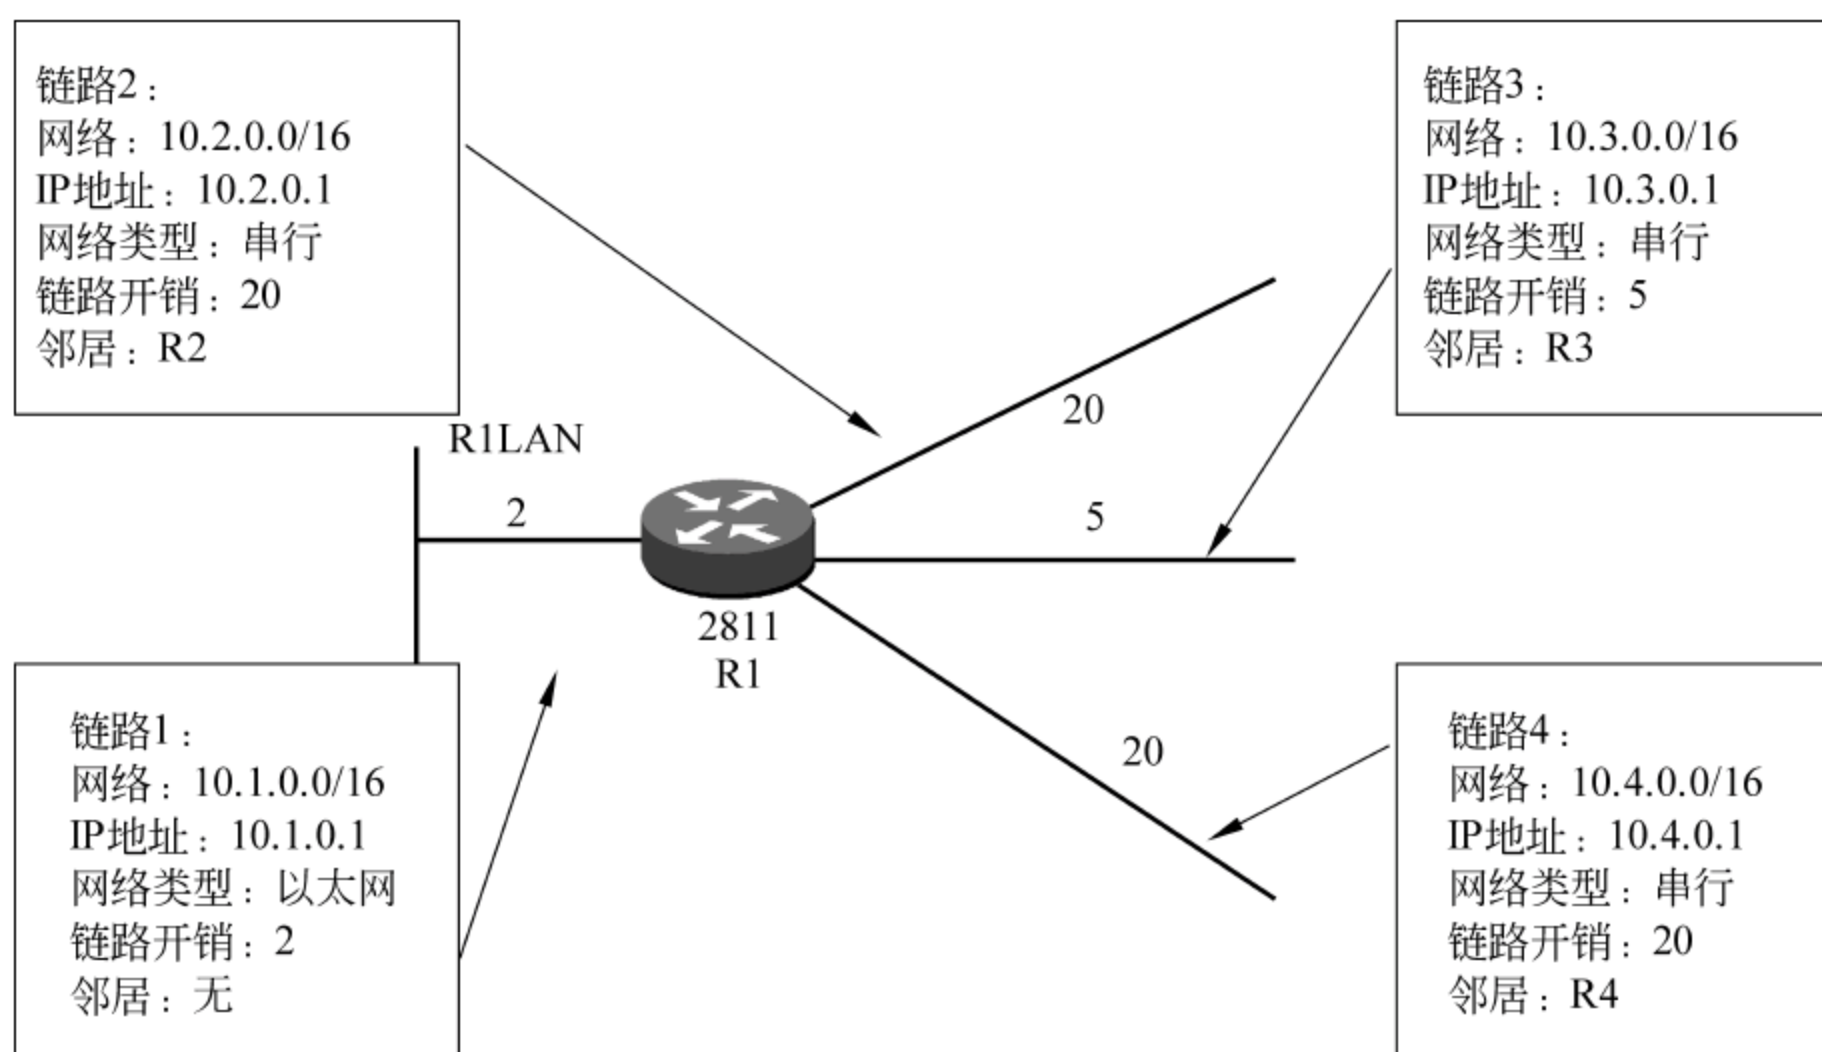 链路2：
网络：10.2.0.0/16
IP地址：10.2.0.1
网络类型：串行
链路开销：20
邻居：R2
链路3：
网络：10.3.0.0/16
IP地址：10.3.0.1
网络类型：串行
链路开销：5
邻居：R3
20
R1LAN
2
5
2811
R1
20
链路1：
网络：10.1.0.0/16
IP地址：10.1.0.1
网络类型：以太网
链路开销：2
邻居：无
链路4：
网络：10.4.0.0/16
IP地址：10.4.0.1
网络类型：串行
链路开销：20
邻居：R4